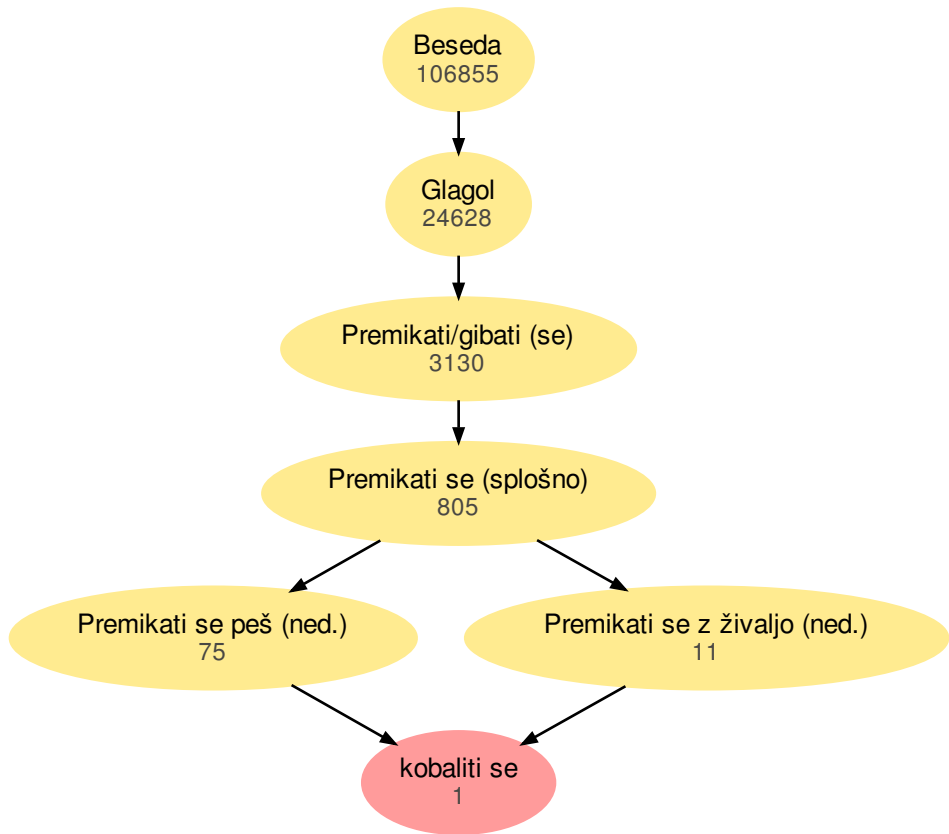 Beseda
106855
Glagol
24628
Premikati/gibati (se)
3130
Premikati se (splošno)
805
Premikati se peš (ned.)
75
Premikati se z živaljo (ned.)
11
kobaliti se
1